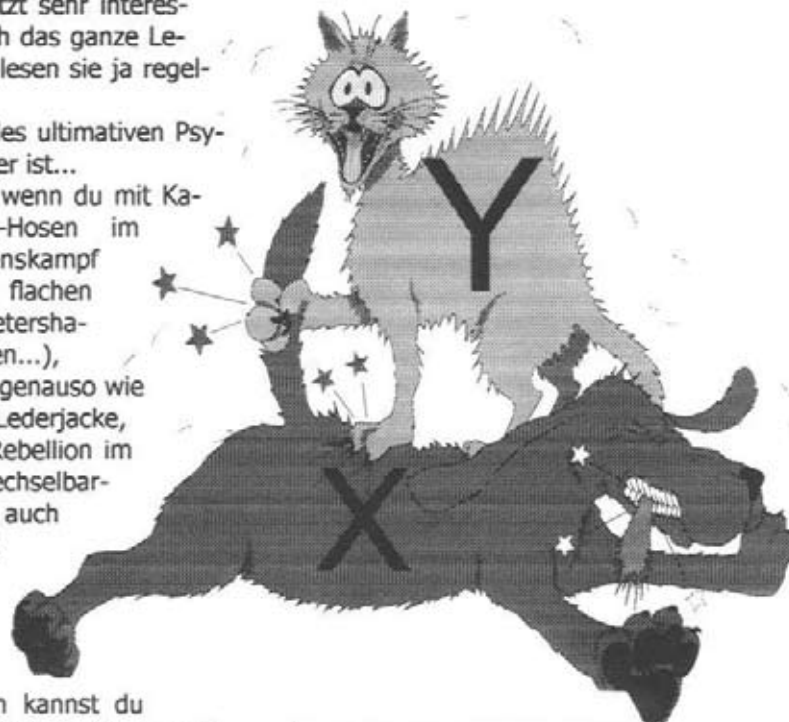 tzt sehr interes-
h das ganze Le-
lesen sie ja regel-
les ultimativen Psy-
er ist...
wenn du mit Ka-
-Hosen im
nskampf
flachen
etersha-
en...),
genauso wie
Lederjacke,
Rebellion im
echselbar-
auch
n kannst du
Y
X